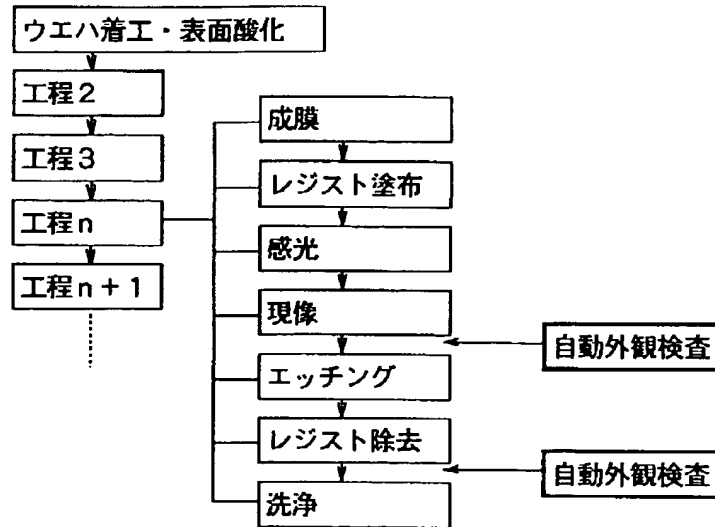 ウエハ着工・表面酸化
工程2
工程3
工程n
工程n+1
成膜
レジスト塗布
感光
現像
エッチング
レジスト除去
洗浄
自動外観検査
自動外観検査